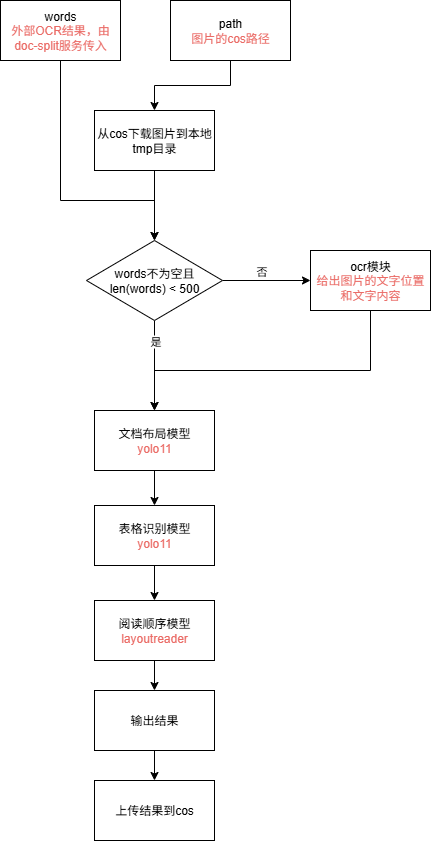 words
外部OCR结果，由
doc-split服务传入
path
图片的cos路径
从cos下载图片到本地
tmp目录
words不为空且
len(words) < 500
否
ocr模块
给出图片的文字位置
和文字内容
是
文档布局模型
yolo11
表格识别模型
yolo11
阅读顺序模型
layoutreader
输出结果
上传结果到cos